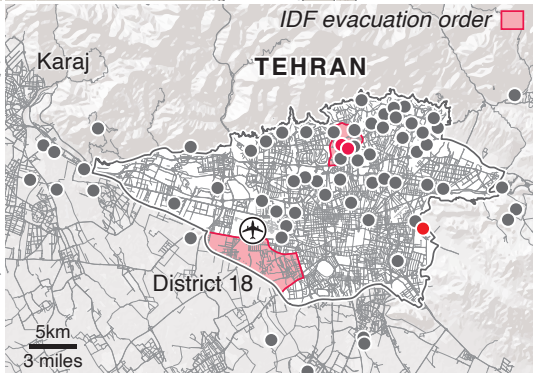 IDF evacuation order
Karaj
TEHRAN
District 18
5km
3 miles